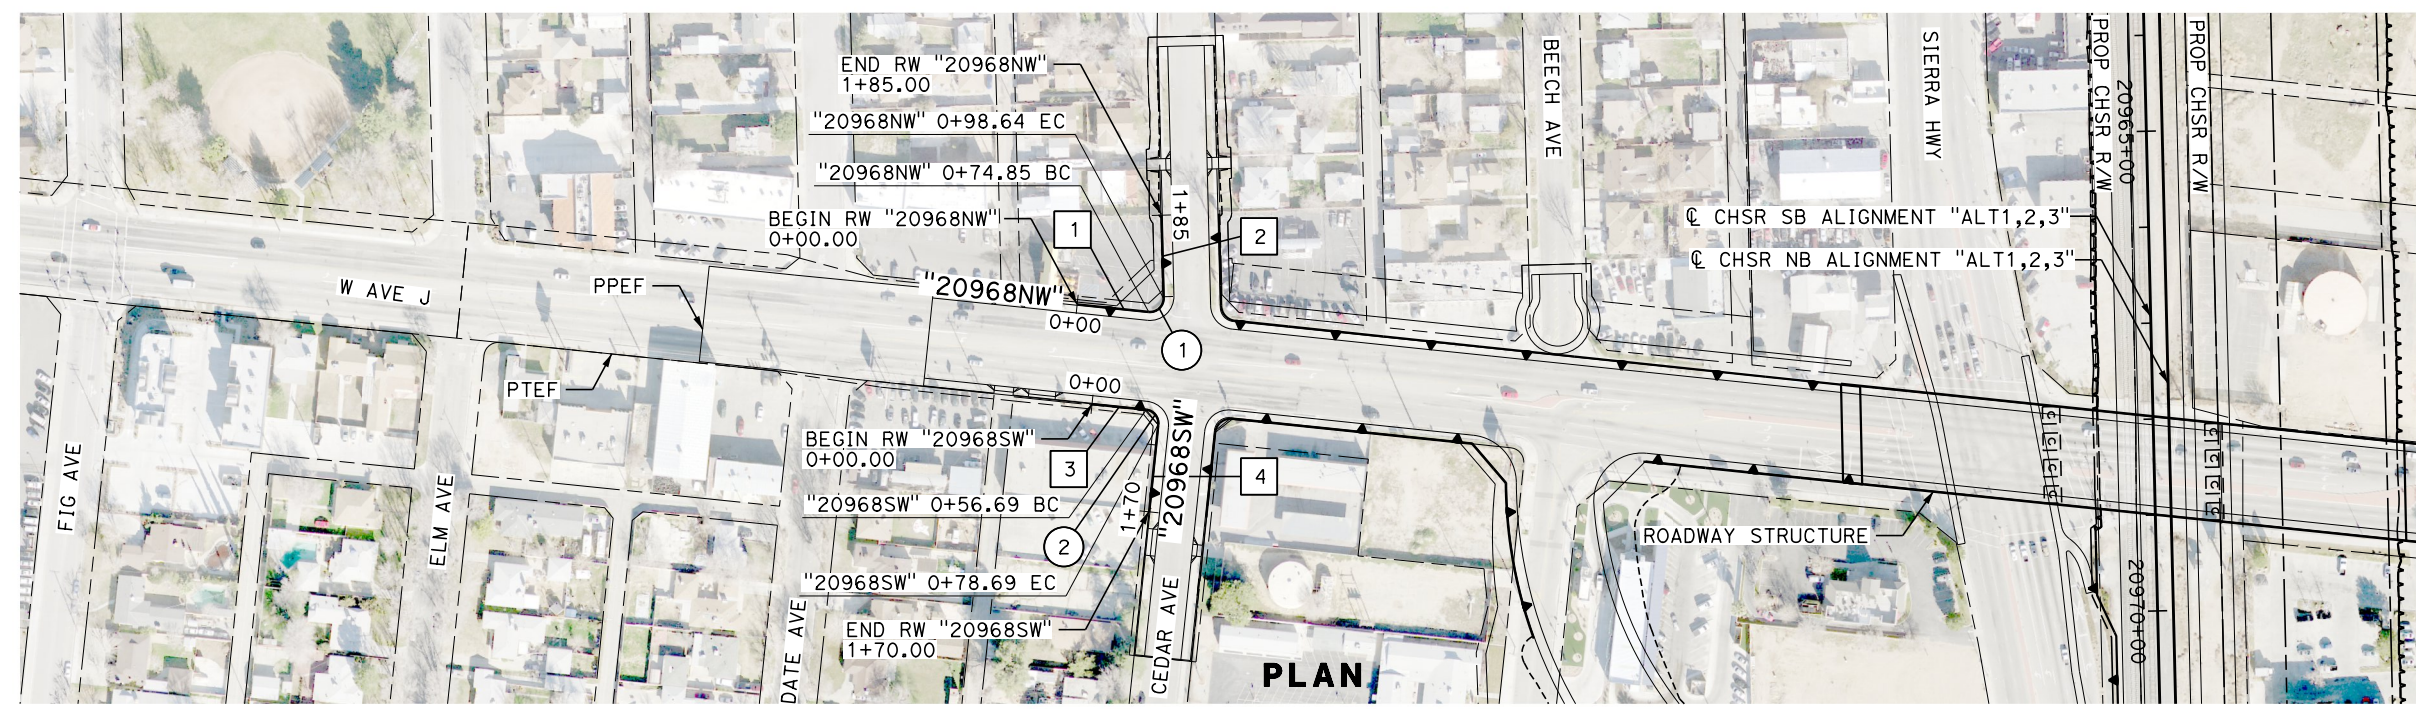 END RW "20968NW"
1+85.00
"20968NW" 0+98.64 EC
"20968NW" 0+74.85 BC
BEGIN RW "20968NW"
0+00.00
1
2
1+85
BEECH AVE
SIERRA HWY
PROP CHSR R/W
20965+00
PROP CHSR R/W
℄ CHSR SB ALIGNMENT "ALT1,2,3"
℄ CHSR NB ALIGNMENT "ALT1,2,3"
W AVE J
PPEF
"20968NW"
0+00
1
PTEF
0+00
BEGIN RW "20968SW"
0+00.00
3
4
"20968SW"
1+70
"20968SW" 0+56.69 BC
2
"20968SW" 0+78.69 EC
END RW "20968SW"
1+70.00
FIG AVE
ELM AVE
DATE AVE
CEDAR AVE
ROADWAY STRUCTURE
C
C
C
C
C
C
C
C
20970+00
PLAN